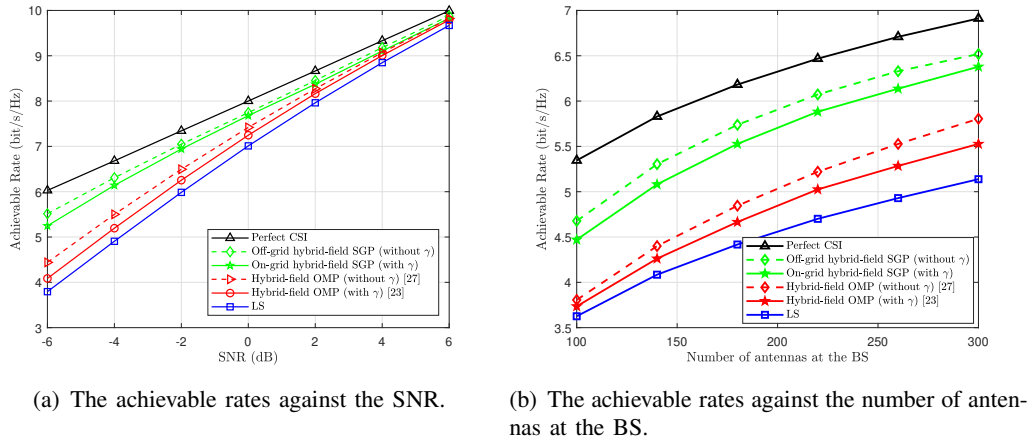 10
9
8
7
6
5
4
3
Achievable Rate (bit/s/Hz)
Perfect CSI
Off-grid hybrid-field SGP (without γ)
On-grid hybrid-field SGP (with γ)
Hybrid-field OMP (without γ) [27]
Hybrid-field OMP (with γ) [23]
LS
-6 -4 -2 0 2 4 6
SNR (dB)
(a) The achievable rates against the SNR.
7
6.5
6
5.5
5
4.5
4
3.5
Achievable Rate (bit/s/Hz)
Perfect CSI
Off-grid hybrid-field SGP (without γ)
On-grid hybrid-field SGP (with γ)
Hybrid-field OMP (without γ) [27]
Hybrid-field OMP (with γ) [23]
LS
100 150 200 250 300
Number of antennas at the BS
(b) The achievable rates against the number of anten-
nas at the BS.